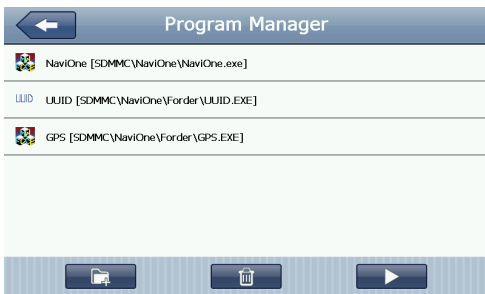 Program Manager
NaviOne [SDMMC\NaviOne\NaviOne.exe]
UUID UUID [SDMMC\NaviOne\Forder\UUID.EXE]
GPS [SDMMC\NaviOne\Forder\GPS.EXE]